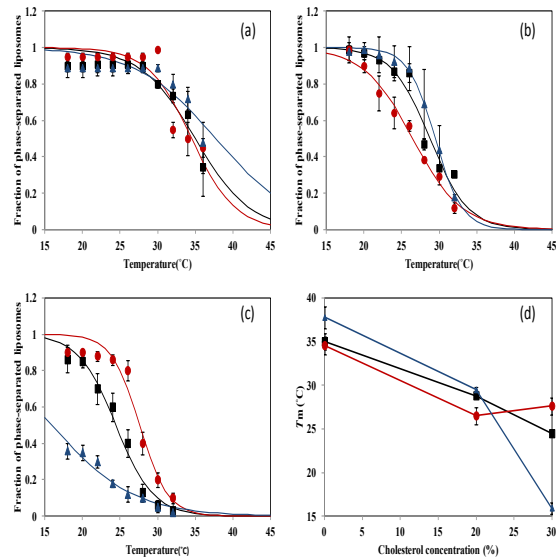 (a)
Fraction of phase-separated liposomes
1.2
1
0.8
0.6
0.4
0.2
0
15 20 25 30 35 40 45
Temperature(˚C)
(b)
Fraction of phase-separated liposomes
1.2
1
0.8
0.6
0.4
0.2
0
15 20 25 30 35 40 45
Temperature(˚C)
(c)
Fraction of phase-separated liposomes
1.2
1
0.8
0.6
0.4
0.2
0
15 20 25 30 35 40 45
Temperature(℃)
(d)
Tm (˚C)
40
35
30
25
20
15
0 10 20 30
Cholesterol concentration (%)